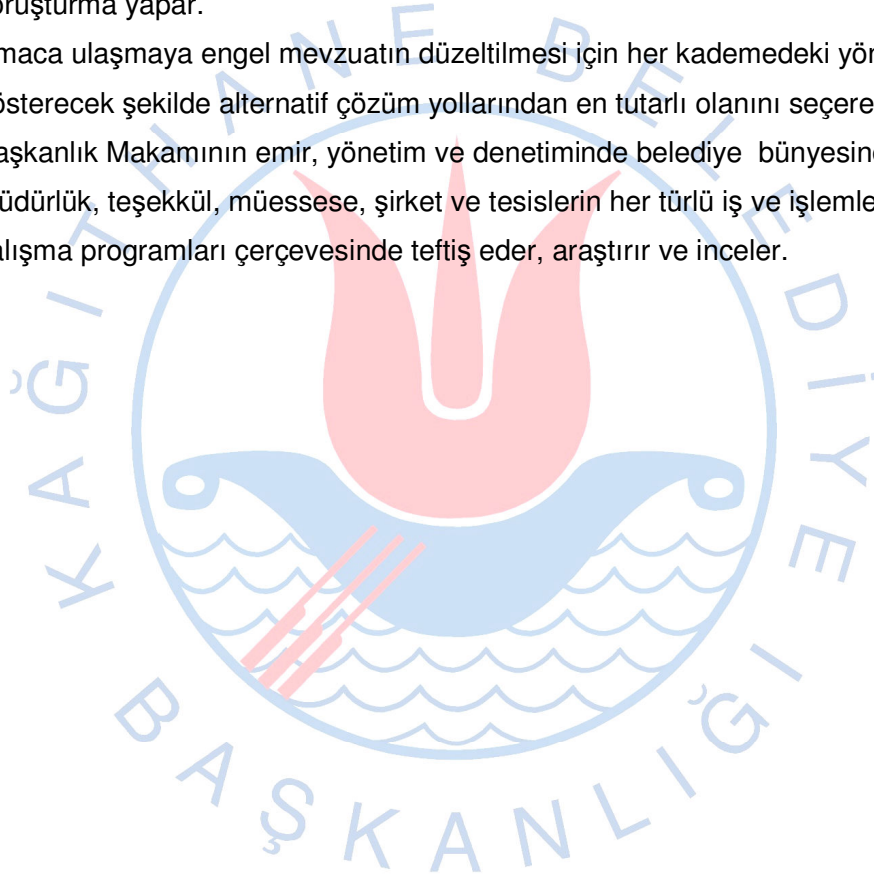 oruşturma yapar.
maca ulaşmaya engel mevzuatın düzeltilmesi için her kademedeki yön
österecek şekilde alternatif çözüm yollarından en tutarlı olanını seçere
aşkanlık Makamının emir, yönetim ve denetiminde belediye bünyesind
üdürlük, teşekkül, müessese, şirket ve tesislerin her türlü iş ve işlemle
alışma programları çerçevesinde teftiş eder, araştırır ve inceler.
KAĞITHANE BELEDİYE
BAŞKANLIĞI